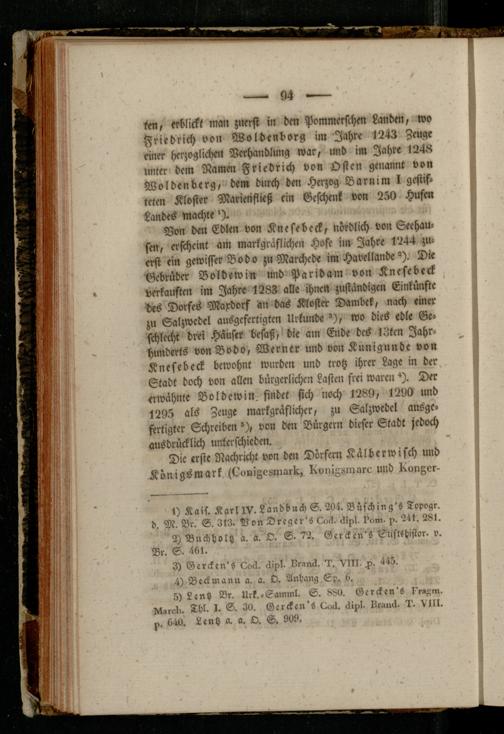 — 94 —
ten, erblickt man zuerst in den Pommerschen Landen, wo
Friedrich von Woldenborg im Jahre 1243 Zeuge
einer herzoglichen Verhandlung war, und im Jahre 1248
unter dem Namen Friedrich von Osten genannt von
Woldenberg, dem durch den Herzog Barnim I gestif-
teten Kloster Marienfließ ein Geschenk von 250 Hufen
Landes machte ¹).
Von den Edlen von Knesebeck, nördlich von Seehau-
sen, erscheint am markgräflichen Hofe im Jahre 1244 zu-
erst ein gewisser Bodo zu Marchede im Havellande ²). Die
Gebrüder Boldewin und Paridam von Knesebeck
verkauften im Jahre 1283 alle ihnen zuständigen Einkünfte
des Dorfes Maxdorf an das Kloster Dambek, nach einer
zu Salzwedel ausgefertigten Urkunde ³), wo dies edle Ge-
schlecht drei Häuser besaß, die am Ende des 13ten Jahr-
hunderts von Bodo, Werner und von Kunigunde von
Knesebeck bewohnt wurden und trotz ihrer Lage in der
Stadt doch von allen bürgerlichen Lasten frei waren ⁴). Der
erwähnte Boldewin findet sich noch 1289, 1290 und
1295 als Zeuge markgräflicher, zu Salzwedel ausge-
fertigter Schreiben ⁵), von den Bürgern dieser Stadt jedoch
ausdrücklich unterschieden.
Die erste Nachricht von den Dörfern Kälberwisch und
Königsmark (Conigesmark, Konigsmarc und Konger-
1) Kais. Karl IV. Landbuch S. 204. Büsching's Topogr.
d. M. Br. S. 313. Von Dreger's Cod. dipl. Pom. p. 241, 281.
2) Buchholtz a. a. O. S. 72. Gercken's Stiftshistor. v.
Br. S. 461.
3) Gercken's Cod. dipl. Brand. T. VIII. p. 445.
4) Beckmann a. a. O. Anhang Sp. 6.
5) Lentz Br. Urk.-Samml. S. 880. Gercken's Fragm.
March. Thl. I. S. 30. Gercken's Cod. dipl. Brand. T. VIII.
p. 640. Lentz a. a. O. S. 909.